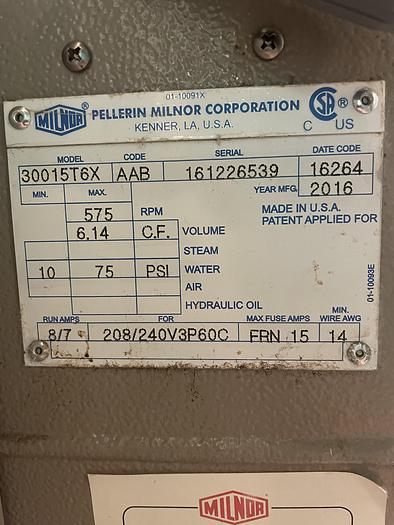 01-10091X
MILNOR ® PELLERIN MILNOR CORPORATION
KENNER, LA, U.S.A.
SA ® C US
MODEL CODE SERIAL DATE CODE
30015T6X AAB 161226539 16264
MIN. MAX. YEAR MFG. 2016
575 RPM MADE IN U.S.A.
PATENT APPLIED FOR
6.14 C.F. VOLUME
STEAM
10 75 PSI WATER
AIR
HYDRAULIC OIL
01-10093E
RUN AMPS FOR MAX FUSE AMPS MIN. WIRE AWG
8/7 208/240V3P60C FRN 15 14
MILNOR